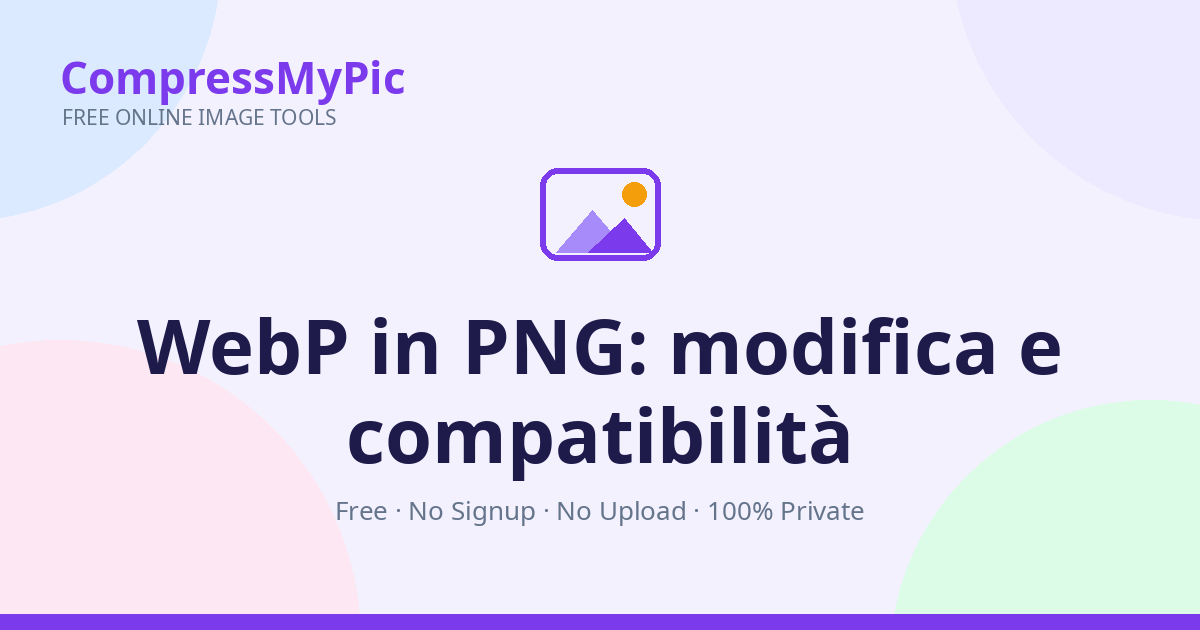 CompressMyPic
FREE ONLINE IMAGE TOOLS
WebP in PNG: modifica e
compatibilità
Free · No Signup · No Upload · 100% Private